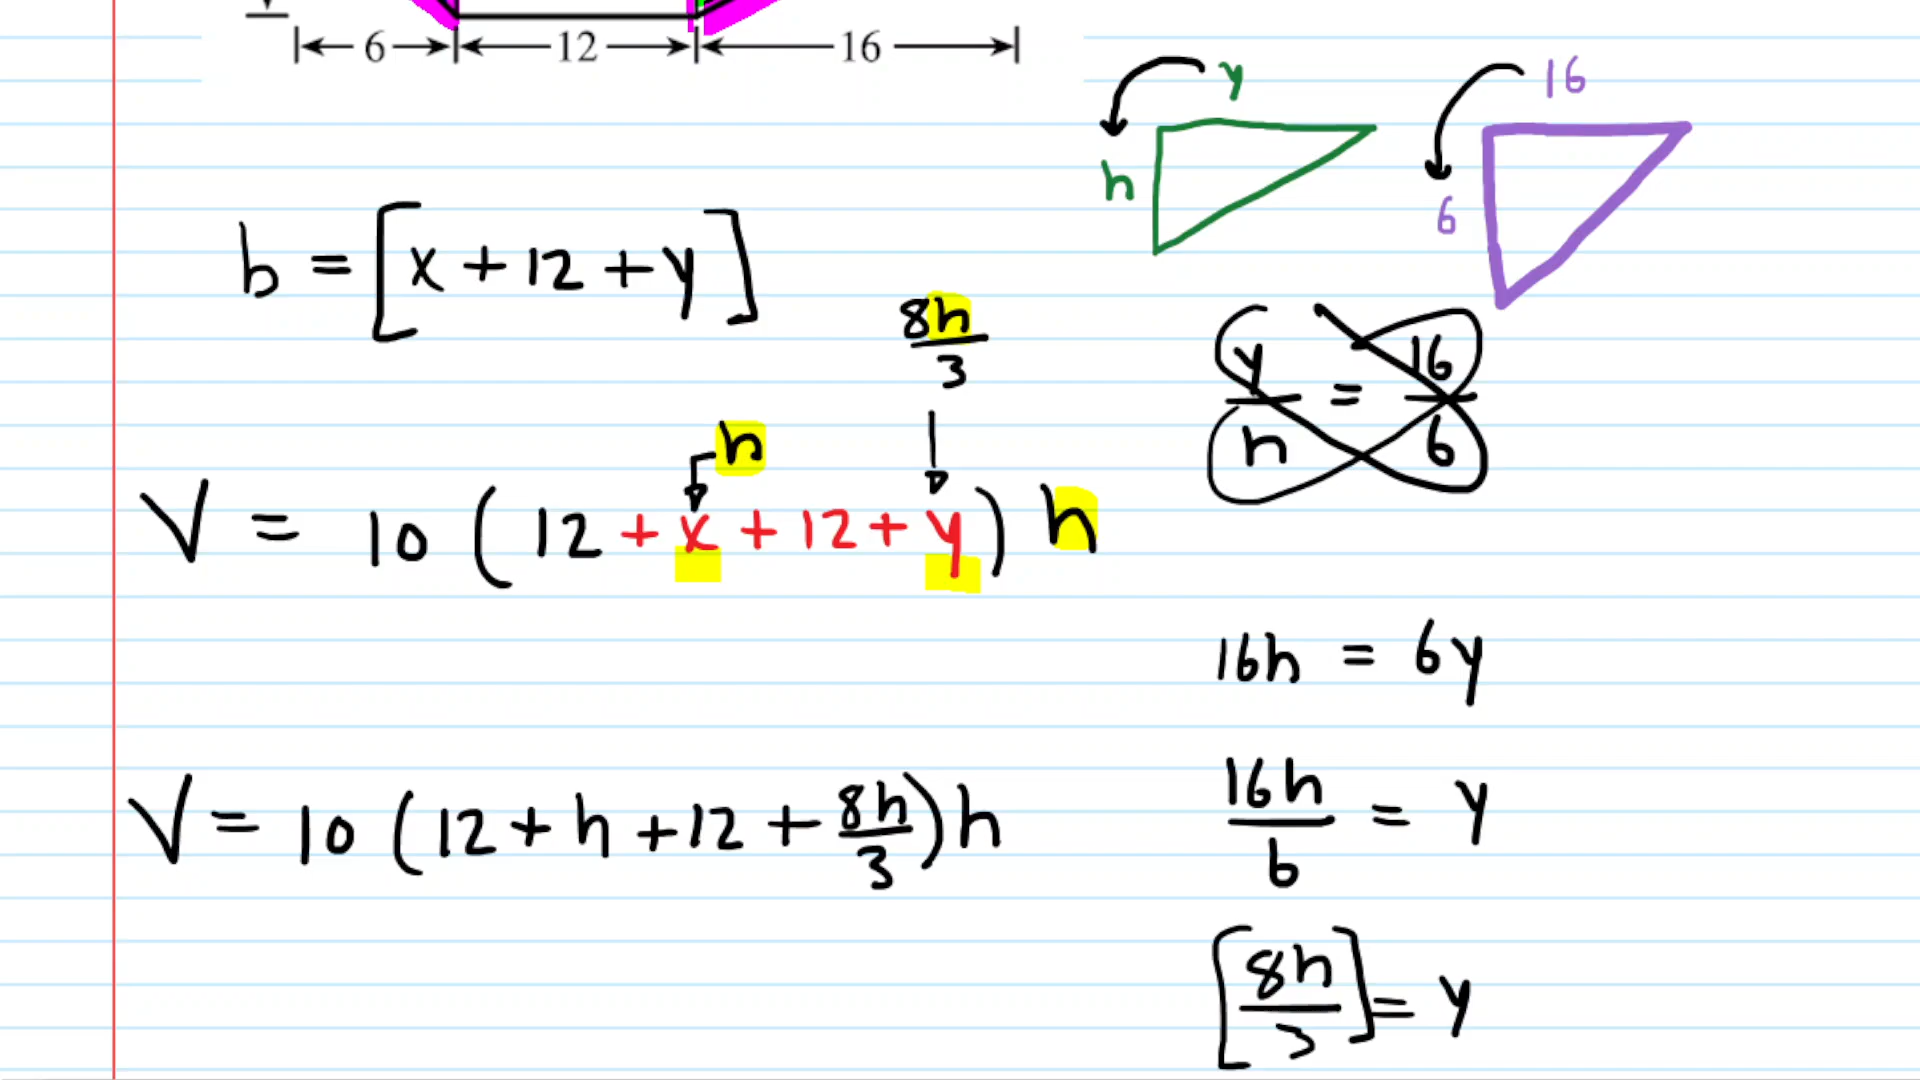 6 12 16
y 16
h 6
b = [x + 12 + y]
8h/3
y/h = 16/6
h
V = 10 (12 + x + 12 + y) h
16h = 6y
V = 10 (12 + h + 12 + 8h/3) h
16h/6 = y
[8h/3] = y